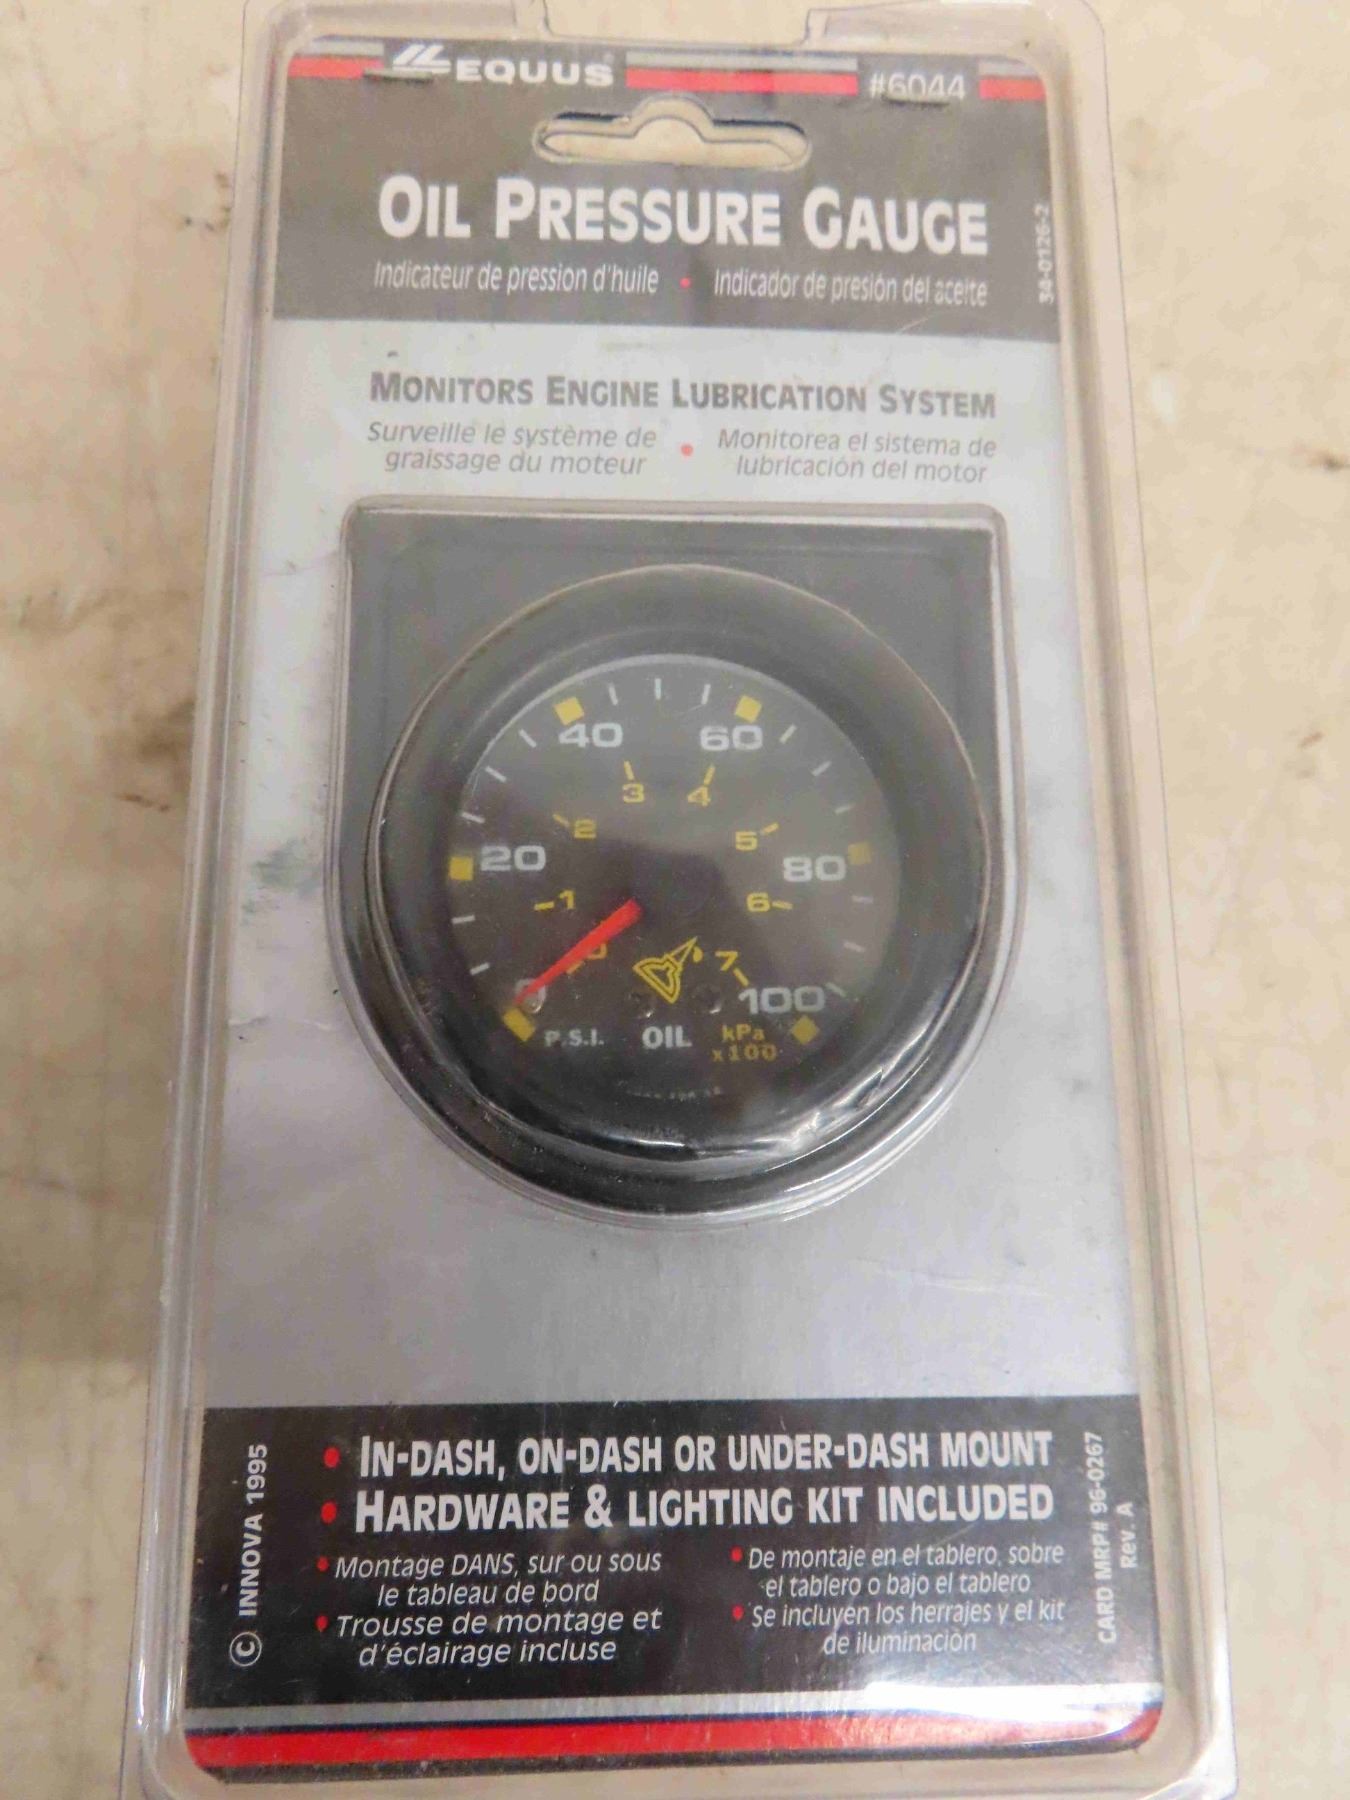 EQUUS
#6044
OIL PRESSURE GAUGE
Indicateur de pression d'huile • Indicador de presión del aceite
34-0126-2
MONITORS ENGINE LUBRICATION SYSTEM
Surveille le système de
graissage du moteur
• Monitorea el sistema de
lubricación del motor
40 60
3 4
2 5
20 80
1 6
0 7
0 100
P.S.I. OIL kPa
x100
• IN-DASH, ON-DASH OR UNDER-DASH MOUNT
• HARDWARE & LIGHTING KIT INCLUDED
• Montage DANS, sur ou sous
le tableau de bord
• Trousse de montage et
d'éclairage incluse
• De montaje en el tablero, sobre
el tablero o bajo el tablero
• Se incluyen los herrajes y el kit
de iluminación
© INNOVA 1995
CARD MRP# 96-0267
Rev. A